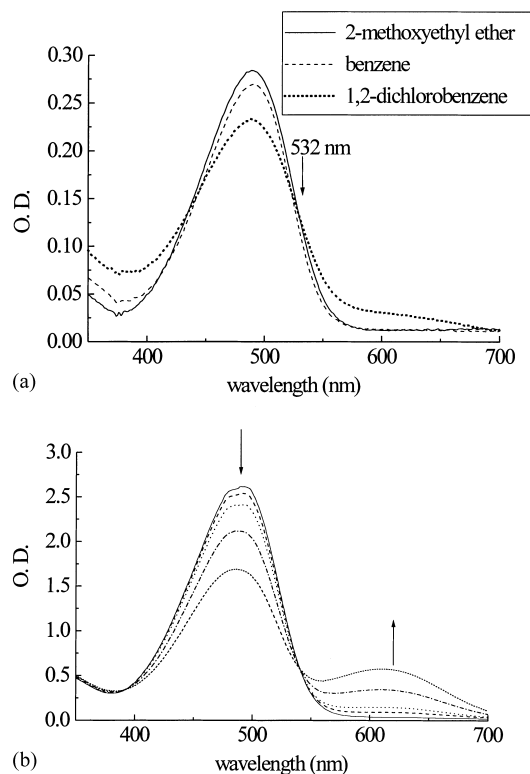 2-methoxyethyl ether
benzene
1,2-dichlorobenzene
0.30
0.25
0.20
0.15
0.10
0.05
0.00
O. D.
532 nm
400
500
600
700
wavelength (nm)
(a)
3.0
2.5
2.0
1.5
1.0
0.5
0.0
O. D.
400
500
600
700
wavelength (nm)
(b)